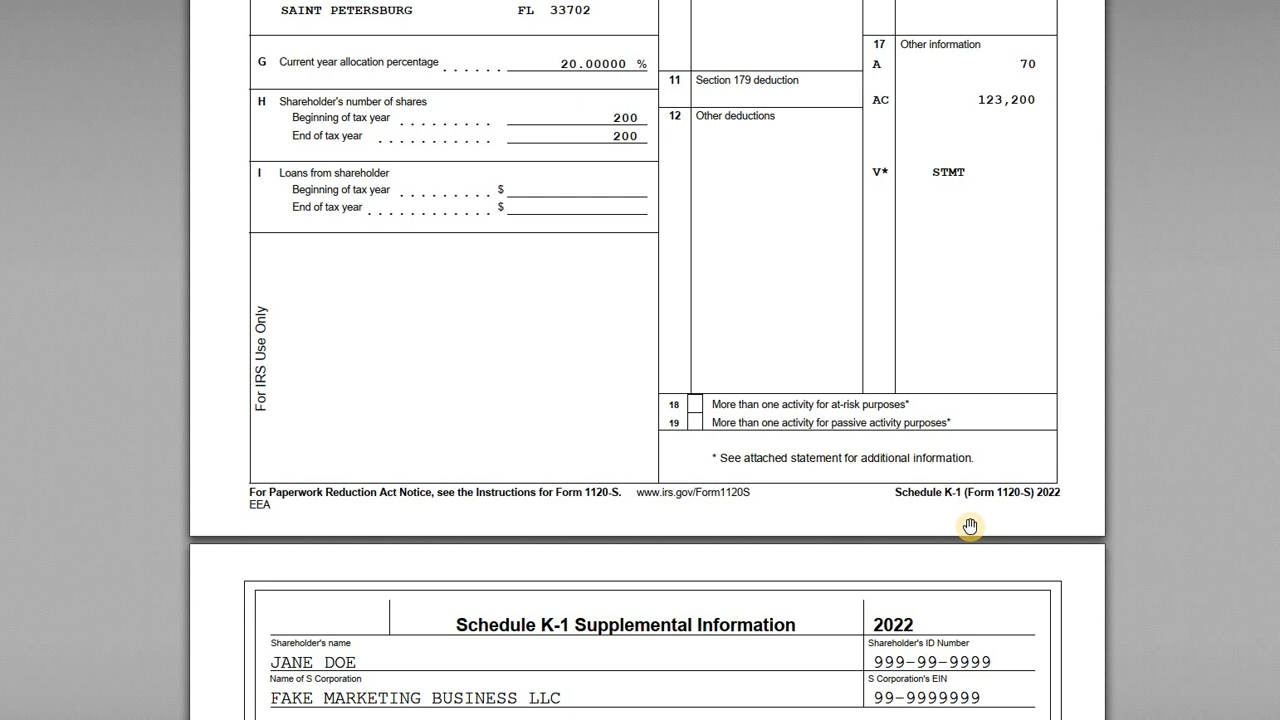 SAINT PETERSBURG FL 33702
G Current year allocation percentage . . . . . . 20.00000 %
H Shareholder's number of shares
Beginning of tax year . . . . . . . . . 200
End of tax year . . . . . . . . . . . 200
I Loans from shareholder
Beginning of tax year . . . . . . . . . $
End of tax year . . . . . . . . . . . $
For IRS Use Only
11 Section 179 deduction
12 Other deductions
17 Other information
A 70
AC 123,200
V* STMT
18 More than one activity for at-risk purposes*
19 More than one activity for passive activity purposes*
* See attached statement for additional information.
For Paperwork Reduction Act Notice, see the Instructions for Form 1120-S. www.irs.gov/Form1120S Schedule K-1 (Form 1120-S) 2022
EEA
Schedule K-1 Supplemental Information 2022
Shareholder's name Shareholder's ID Number
JANE DOE 999-99-9999
Name of S Corporation S Corporation's EIN
FAKE MARKETING BUSINESS LLC 99-9999999